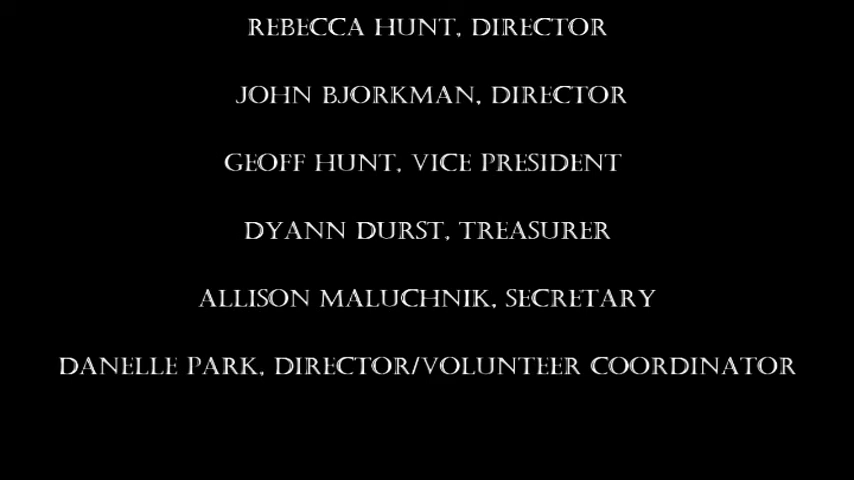 REBECCA HUNT, DIRECTOR
JOHN BJORKMAN, DIRECTOR
GEOFF HUNT, VICE PRESIDENT
DYANN DURST, TREASURER
ALLISON MALUCHNIK, SECRETARY
DANELLE PARK, DIRECTOR/VOLUNTEER COORDINATOR